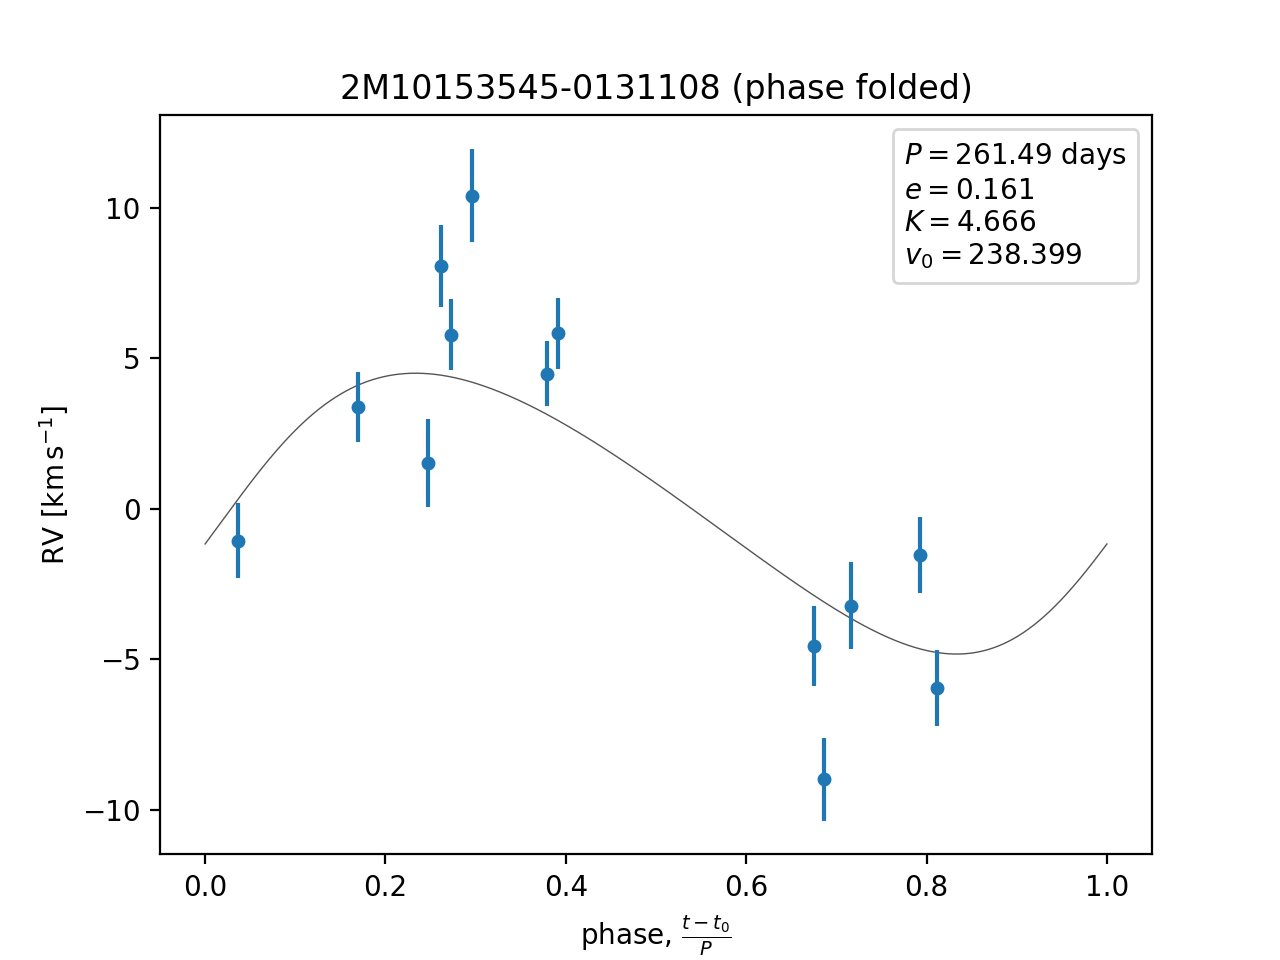 2M10153545-0131108 (phase folded)
P = 261.49 days
e = 0.161
K = 4.666
v₀ = 238.399
RV [km s⁻¹]
10
5
0
−5
−10
0.0 0.2 0.4 0.6 0.8 1.0
phase, (t − t₀)/P